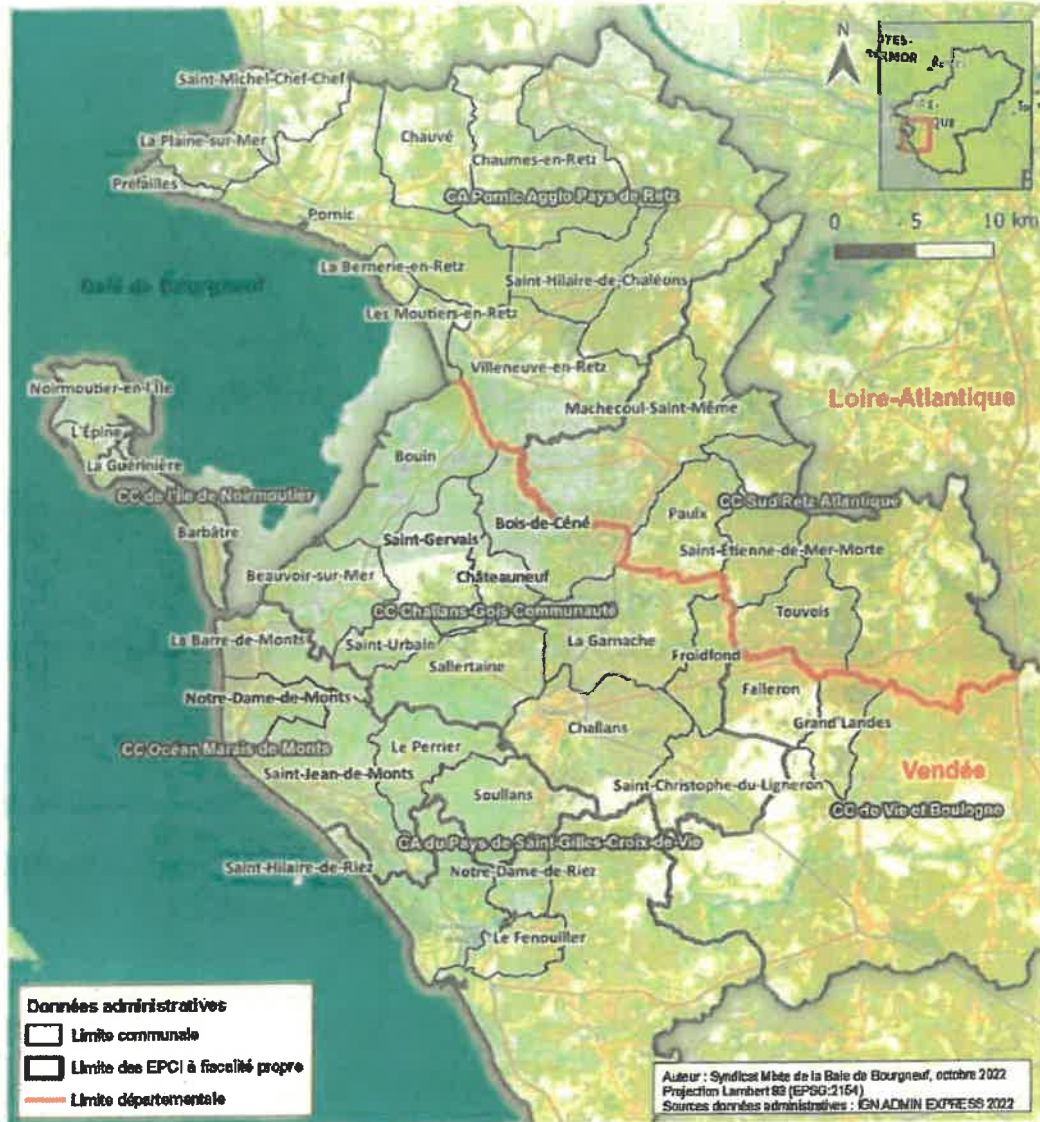 N
Saint-Michel-Chef-Chef
La Plaine-sur-Mer
Préfailles
Chauvé
Chaumes-en-Retz
CA Pornic Agglo Pays de Retz
Pornic
0 5 10 km
La Bernerie-en-Retz
Saint-Hilaire-de-Chaléons
Baie de Bourgneuf
Les Moutiers-en-Retz
Villeneuve-en-Retz
Noirmoutier-en-l'Île
Machecoul-Saint-Même
Loire-Atlantique
L'Épine
La Guérinière
Bouin
CC de l'Île de Noirmoutier
CC Sud Retz Atlantique
Paulx
Barbâtre
Bois-de-Céné
Saint-Gervais
Saint-Étienne-de-Mer-Morte
Beauvoir-sur-Mer
Châteauneuf
CC Challans-Gois Communauté
Touvois
La Barre-de-Monts
Saint-Urbain
La Garnache
Froidfond
Sallertaine
Notre-Dame-de-Monts
Falleron
Grand'Landes
Challans
CC Océan Marais de Monts
Le Perrier
Saint-Jean-de-Monts
Vendée
Saint-Christophe-du-Ligneron
Soullans
CC de Vie et Boulogne
CA du Pays de Saint-Gilles-Croix-de-Vie
Saint-Hilaire-de-Riez
Notre-Dame-de-Riez
Le Fenouiller
Données administratives
Limite communale
Limite des EPCI à fiscalité propre
Limite départementale
Auteur : Syndicat Mixte de la Baie de Bourgneuf, octobre 2022
Projection Lambert 93 (EPSG:2154)
Sources données administratives : IGN ADMIN EXPRESS 2022